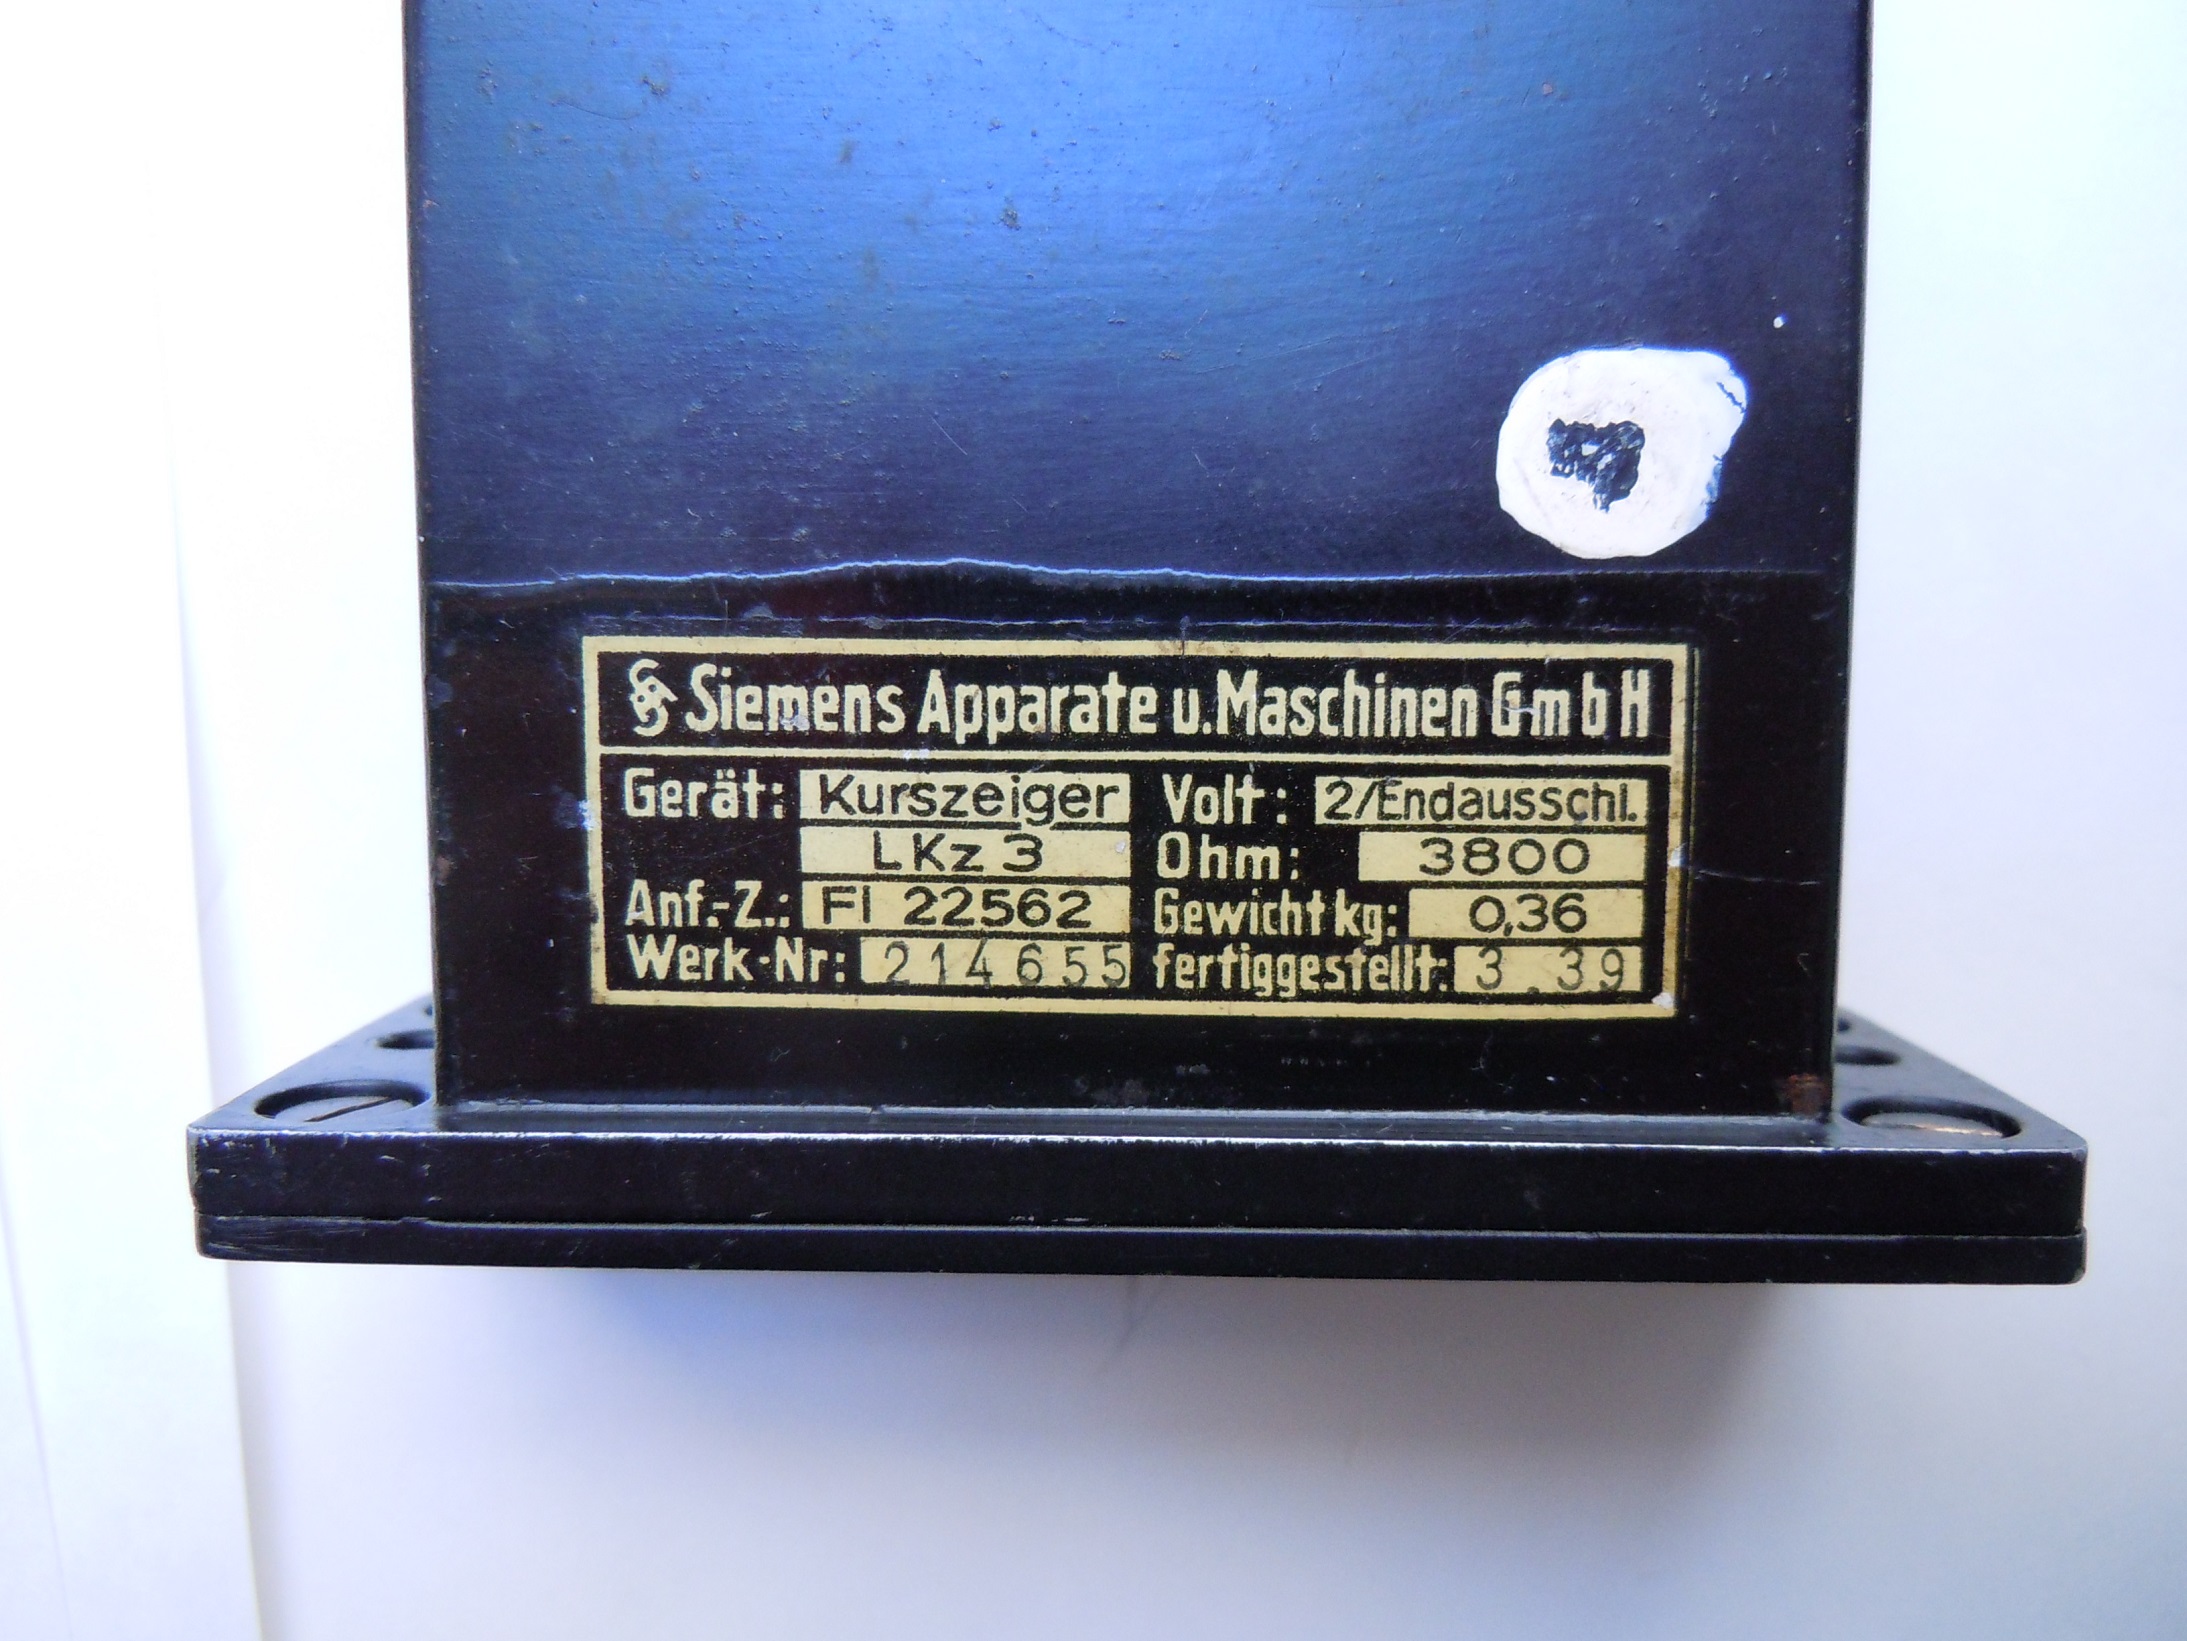 Siemens Apparate u. Maschinen GmbH
Gerät: Kurszeiger Volt: 2/Endausschl.
LKz 3 Ohm: 3800
Anf.-Z.: Fl 22562 Gewicht kg: 0,36
Werk-Nr: 214655 fertiggestellt: 3.39